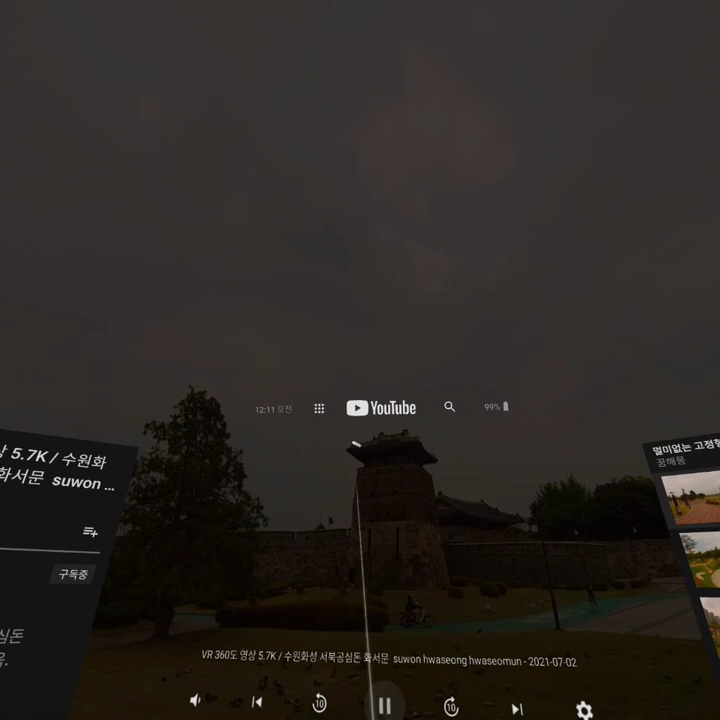 12:11 오전
YouTube
99%
상 5.7K / 수원화
화서문 suwon ...
구독중
심돈
멀미없는 고정형
꿈해몽
VR 360도 영상 5.7K / 수원화성 서북공심돈 화서문 suwon hwaseong hwaseomun - 2021-07-02
10
10